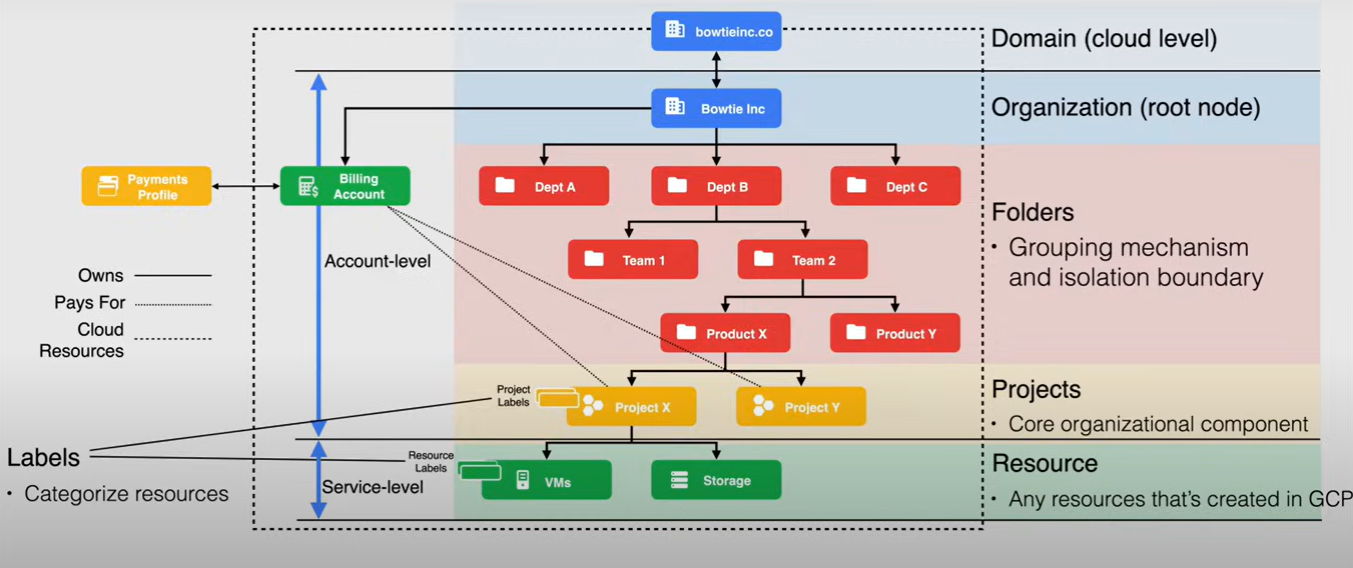 bowtieinc.co
Domain (cloud level)
Bowtie Inc
Organization (root node)
Payments
Profile
Billing
Account
Dept A
Dept B
Dept C
Folders
• Grouping mechanism
and isolation boundary
Account-level
Team 1
Team 2
Owns
Pays For
Cloud
Resources
Product X
Product Y
Project
Labels
Project X
Project Y
Projects
• Core organizational component
Labels
• Categorize resources
Resource
Labels
Service-level
VMs
Storage
Resource
• Any resources that's created in GCP